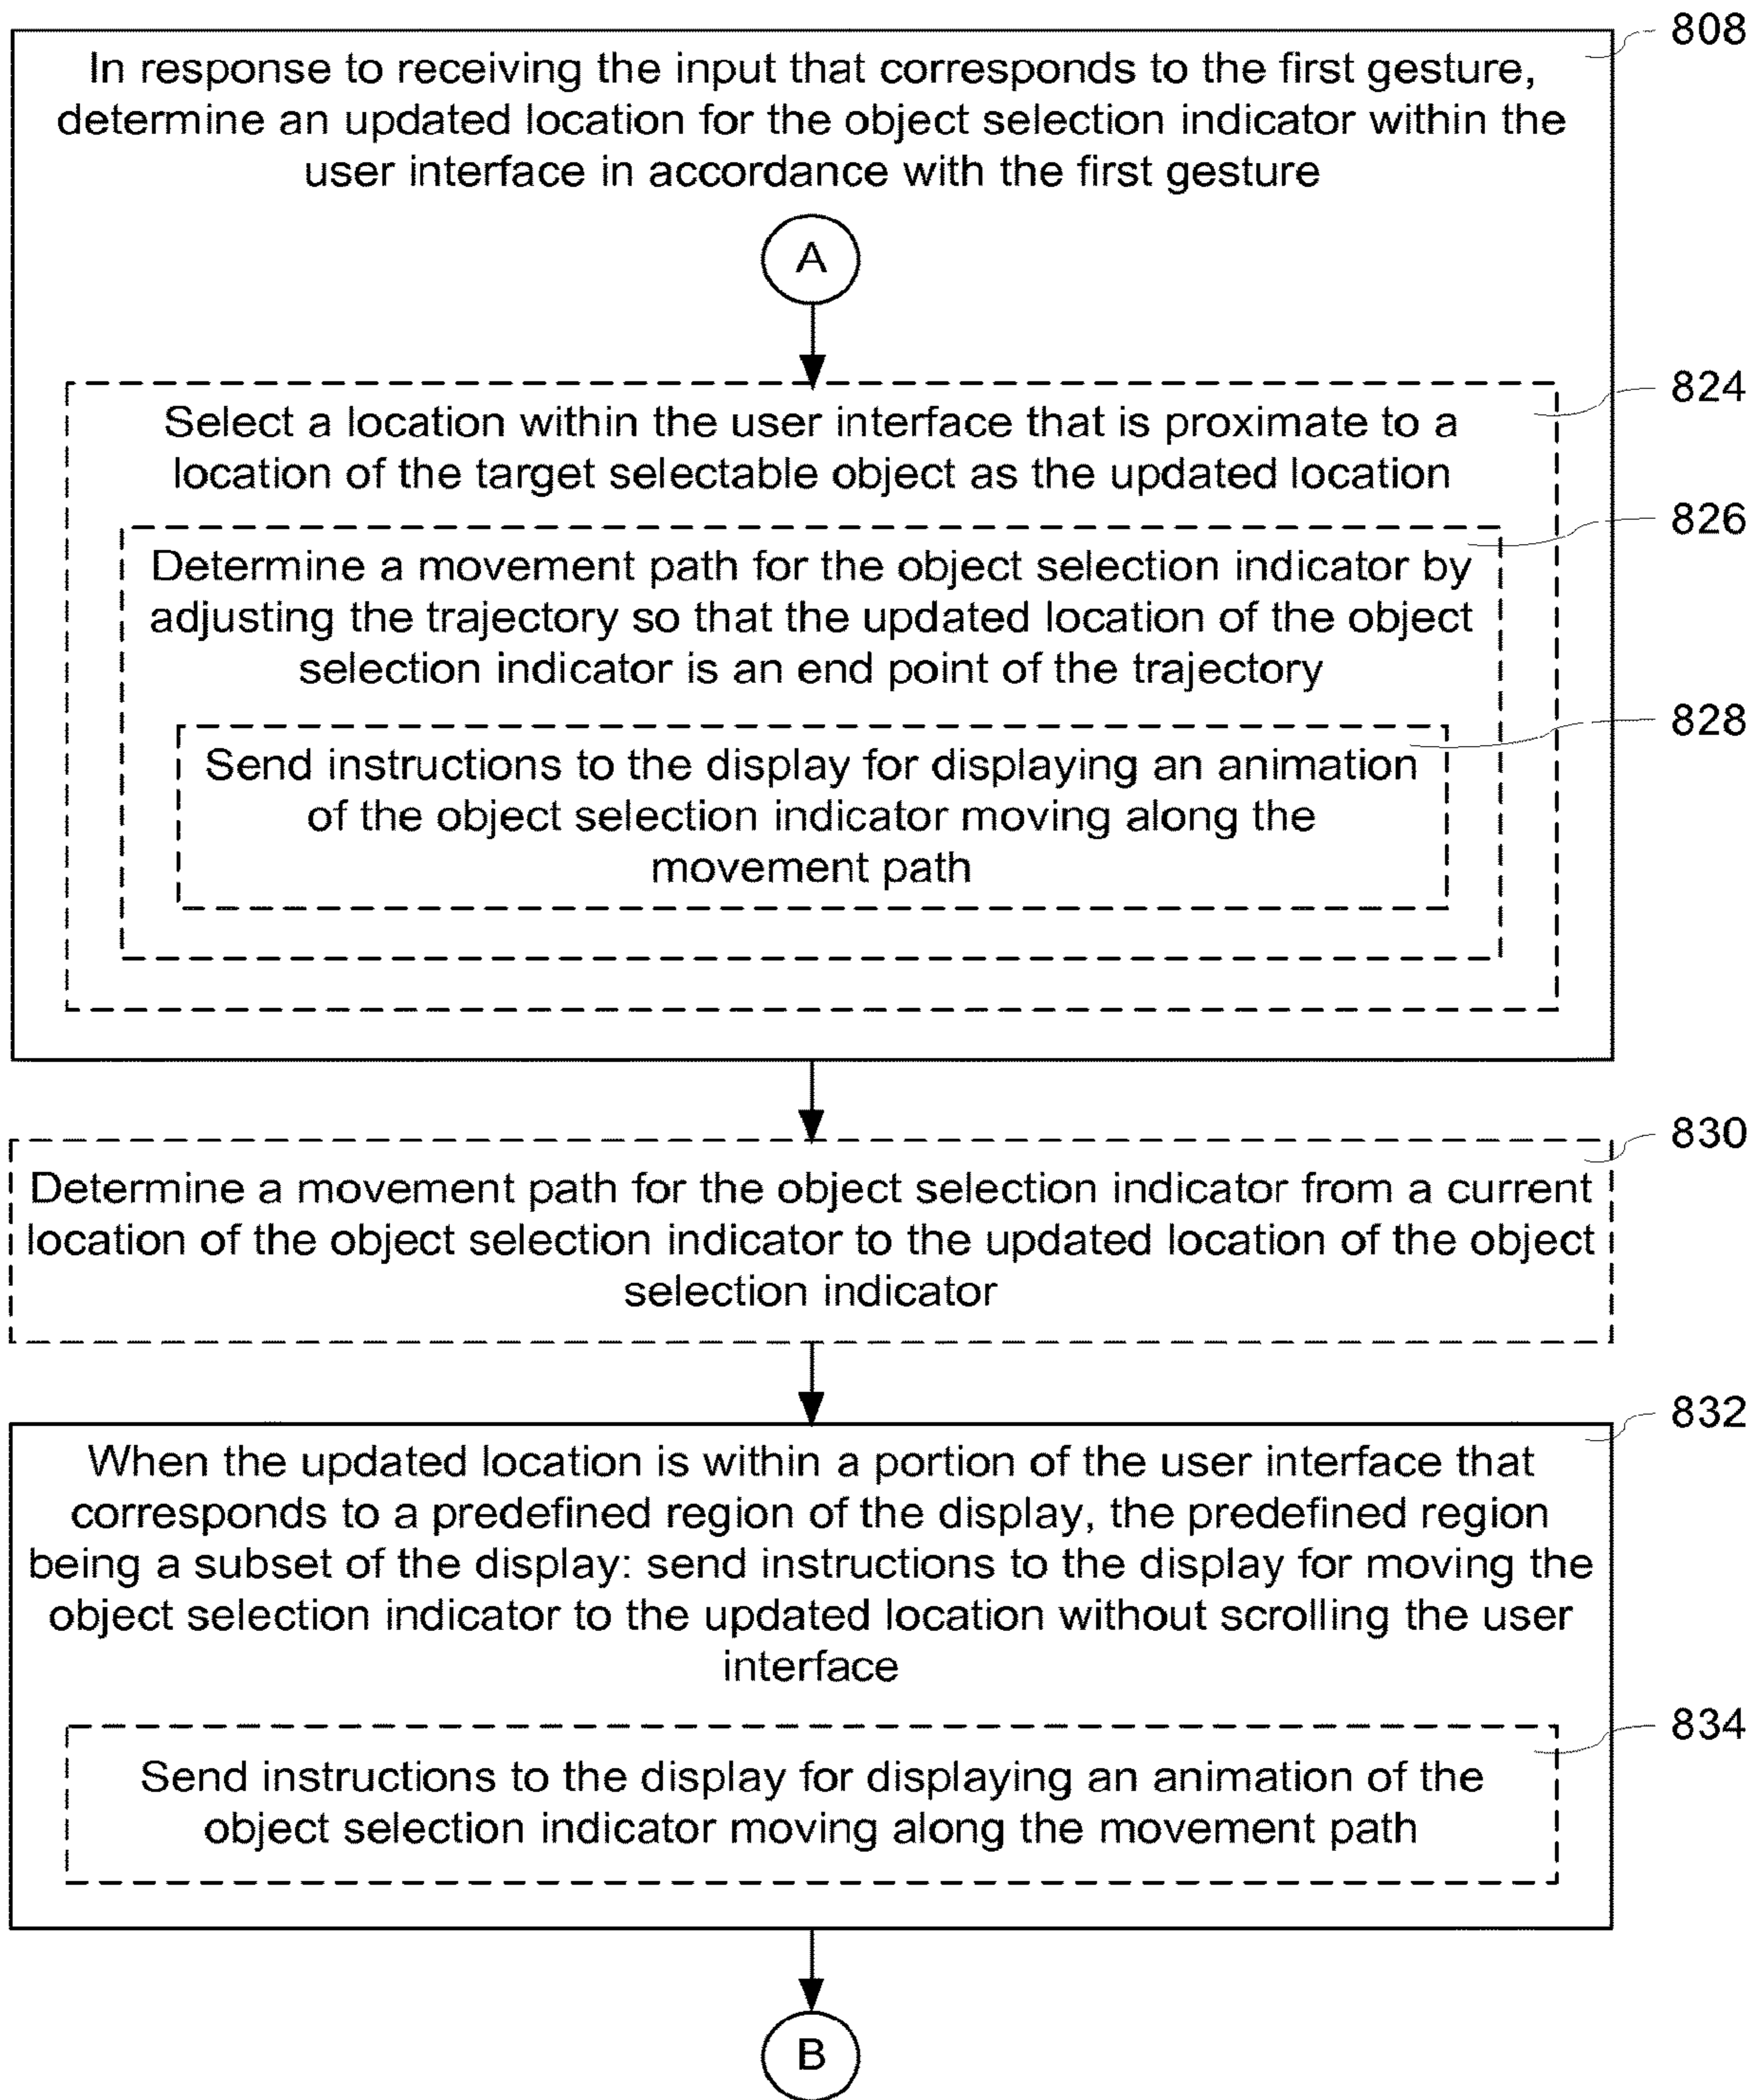 808
In response to receiving the input that corresponds to the first gesture,
determine an updated location for the object selection indicator within the
user interface in accordance with the first gesture
A
824
Select a location within the user interface that is proximate to a
location of the target selectable object as the updated location
826
Determine a movement path for the object selection indicator by
adjusting the trajectory so that the updated location of the object
selection indicator is an end point of the trajectory
828
Send instructions to the display for displaying an animation
of the object selection indicator moving along the
movement path
830
Determine a movement path for the object selection indicator from a current
location of the object selection indicator to the updated location of the object
selection indicator
832
When the updated location is within a portion of the user interface that
corresponds to a predefined region of the display, the predefined region
being a subset of the display: send instructions to the display for moving the
object selection indicator to the updated location without scrolling the user
interface
834
Send instructions to the display for displaying an animation of the
object selection indicator moving along the movement path
B